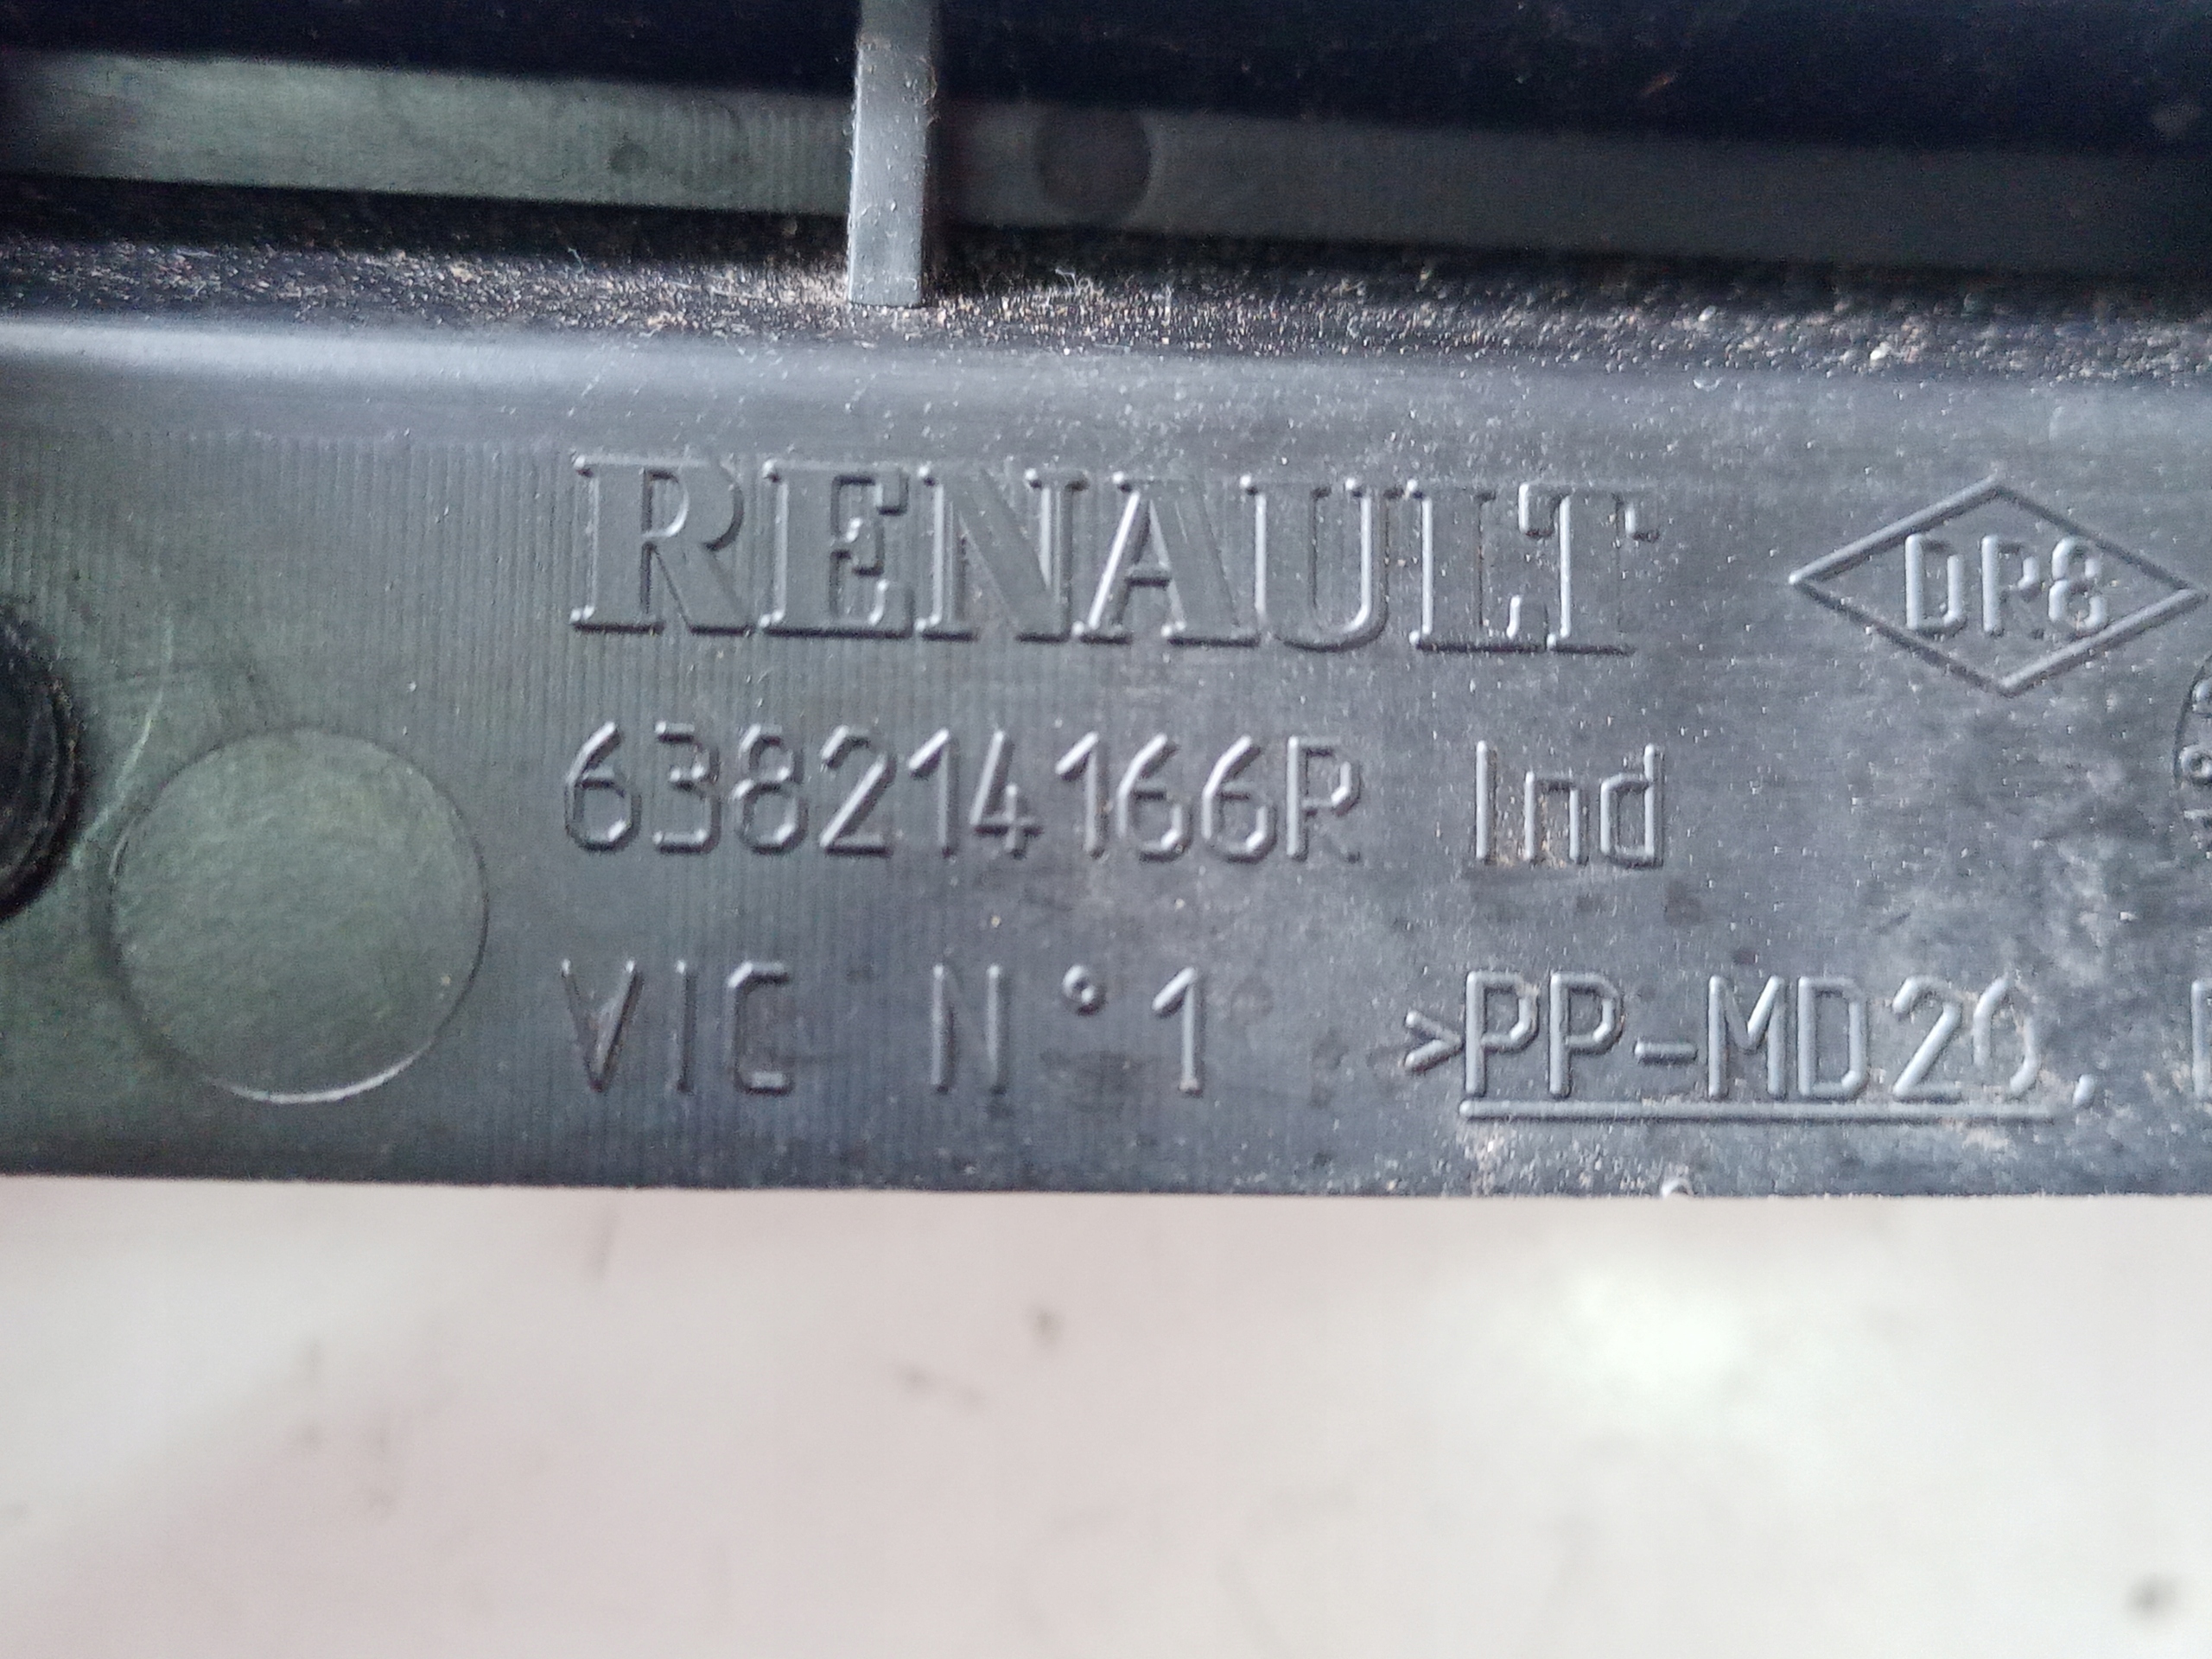 RENAULT
DP8
638214166R Ind
VIC N°1 >PP-MD20,